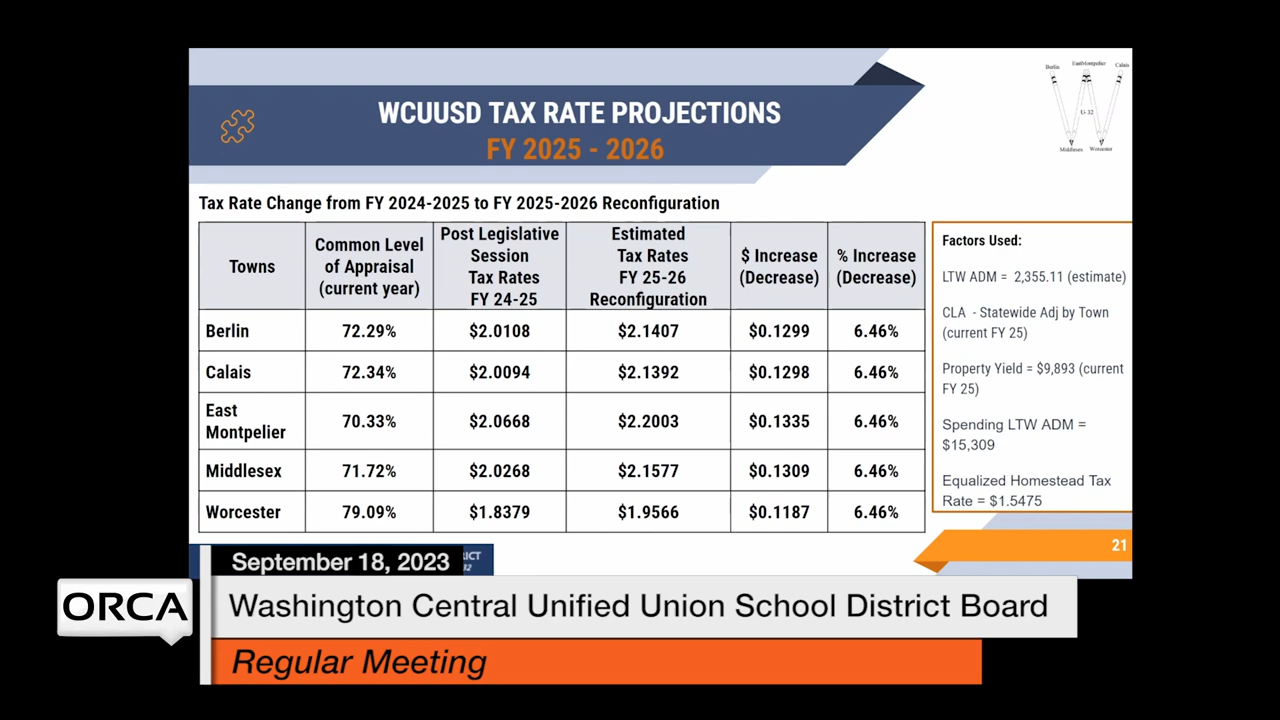 WCUUSD TAX RATE PROJECTIONS
FY 2025 - 2026
Berlin EastMontpelier Calais
U-32
Middlesex Worcester
Tax Rate Change from FY 2024-2025 to FY 2025-2026 Reconfiguration
Towns
Common Level
of Appraisal
(current year)
Post Legislative
Session
Tax Rates
FY 24-25
Estimated
Tax Rates
FY 25-26
Reconfiguration
$ Increase
(Decrease)
% Increase
(Decrease)
Berlin 72.29% $2.0108 $2.1407 $0.1299 6.46%
Calais 72.34% $2.0094 $2.1392 $0.1298 6.46%
East
Montpelier 70.33% $2.0668 $2.2003 $0.1335 6.46%
Middlesex 71.72% $2.0268 $2.1577 $0.1309 6.46%
Worcester 79.09% $1.8379 $1.9566 $0.1187 6.46%
Factors Used:
LTW ADM = 2,355.11 (estimate)
CLA - Statewide Adj by Town
(current FY 25)
Property Yield = $9,893 (current
FY 25)
Spending LTW ADM =
$15,309
Equalized Homestead Tax
Rate = $1.5475
21
September 18, 2023
ORCA
Washington Central Unified Union School District Board
Regular Meeting